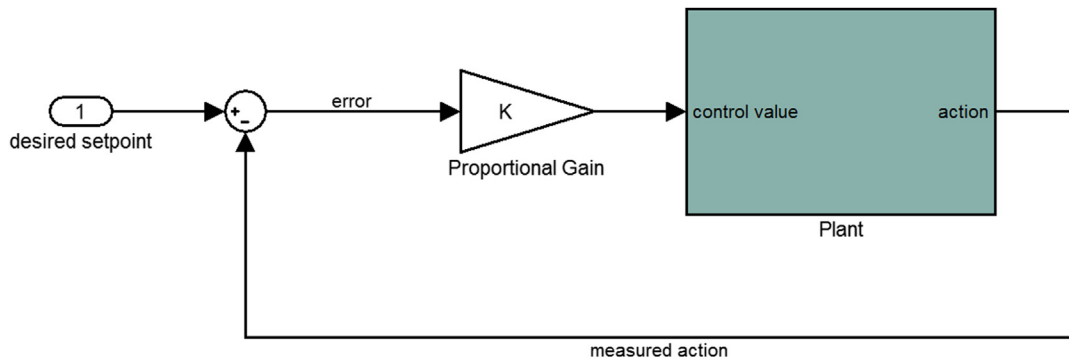 1
desired setpoint
+
-
error
K
Proportional Gain
control value
action
Plant
measured action